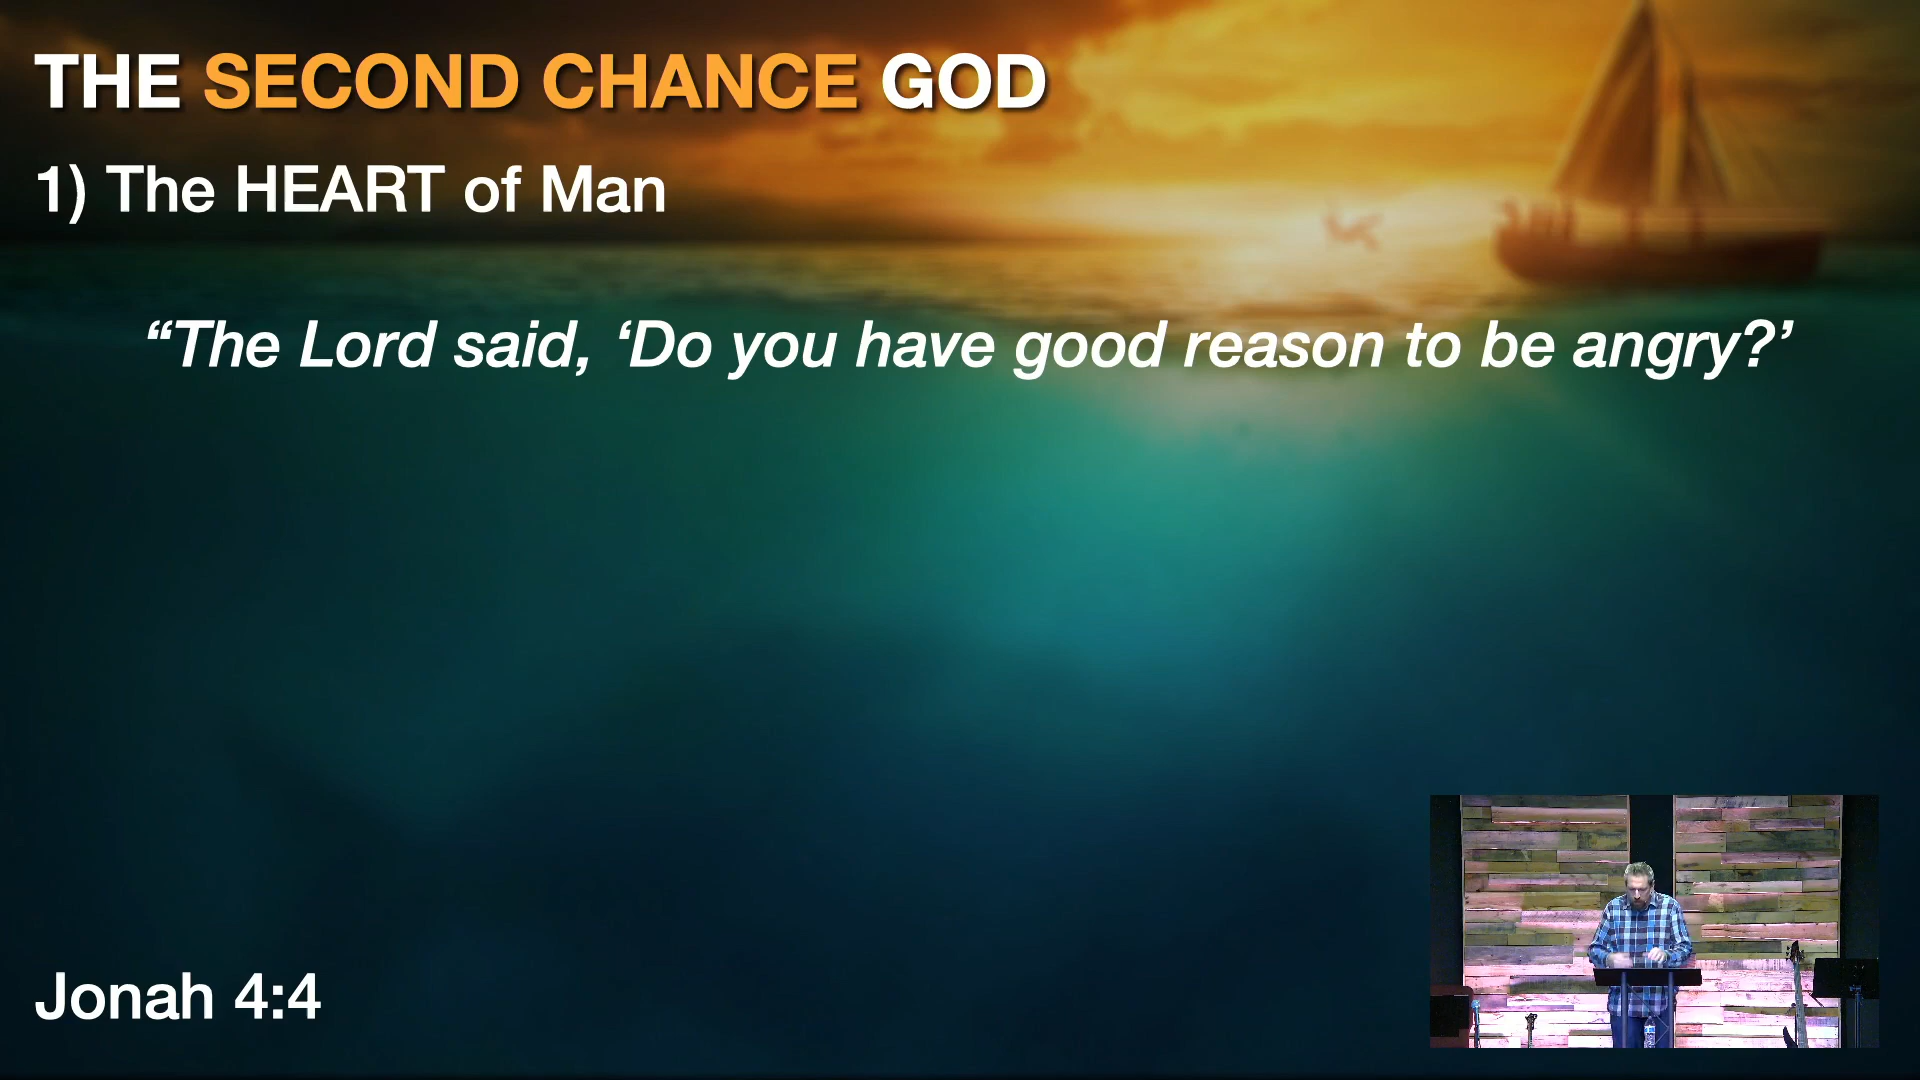 THE SECOND CHANCE GOD
1) The HEART of Man
“The Lord said, ‘Do you have good reason to be angry?’
Jonah 4:4